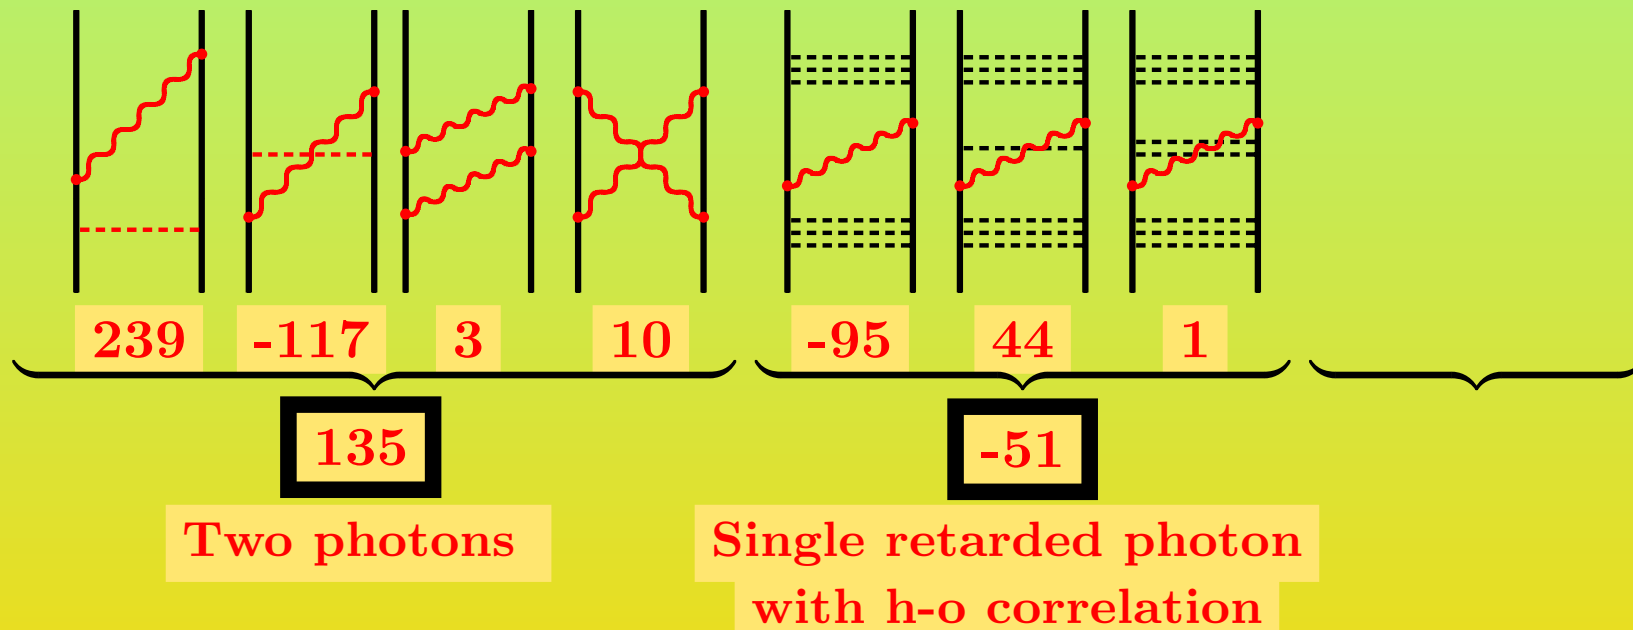 239 -117 3 10 -95 44 1
135 -51
Two photons
Single retarded photon
with h-o correlation